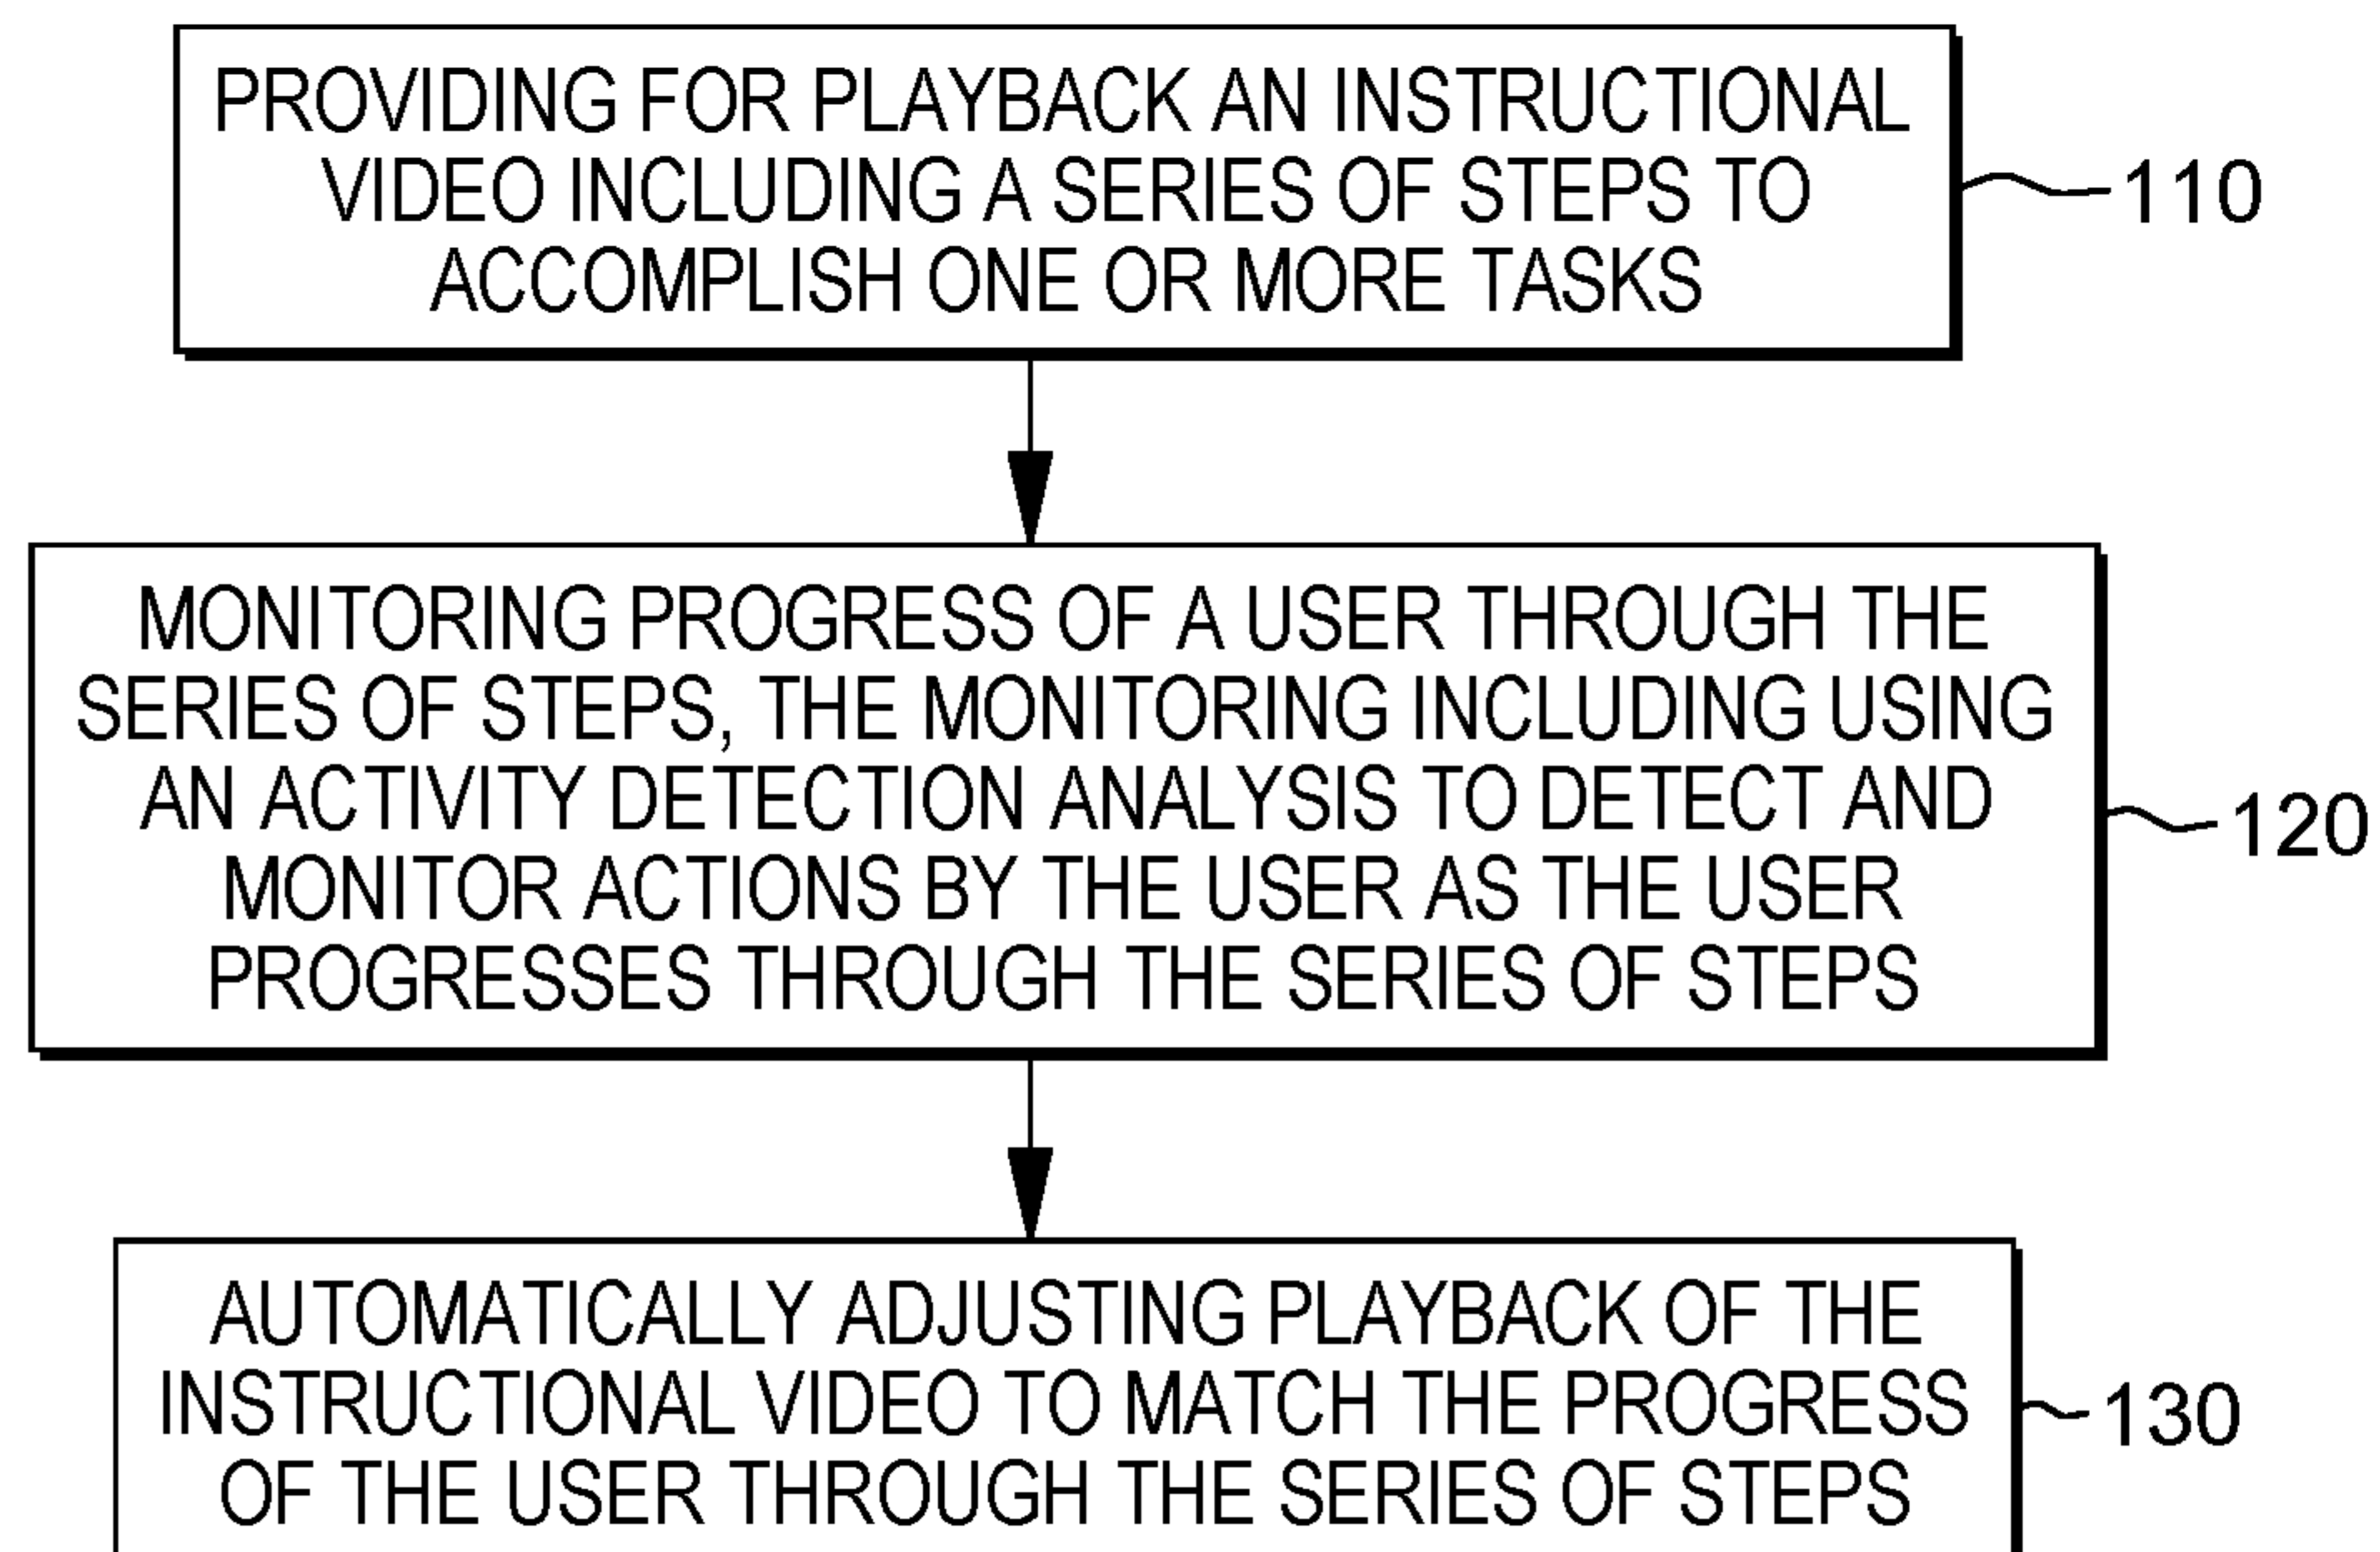 PROVIDING FOR PLAYBACK AN INSTRUCTIONAL
VIDEO INCLUDING A SERIES OF STEPS TO
ACCOMPLISH ONE OR MORE TASKS
110
MONITORING PROGRESS OF A USER THROUGH THE
SERIES OF STEPS, THE MONITORING INCLUDING USING
AN ACTIVITY DETECTION ANALYSIS TO DETECT AND
MONITOR ACTIONS BY THE USER AS THE USER
PROGRESSES THROUGH THE SERIES OF STEPS
120
AUTOMATICALLY ADJUSTING PLAYBACK OF THE
INSTRUCTIONAL VIDEO TO MATCH THE PROGRESS
OF THE USER THROUGH THE SERIES OF STEPS
130